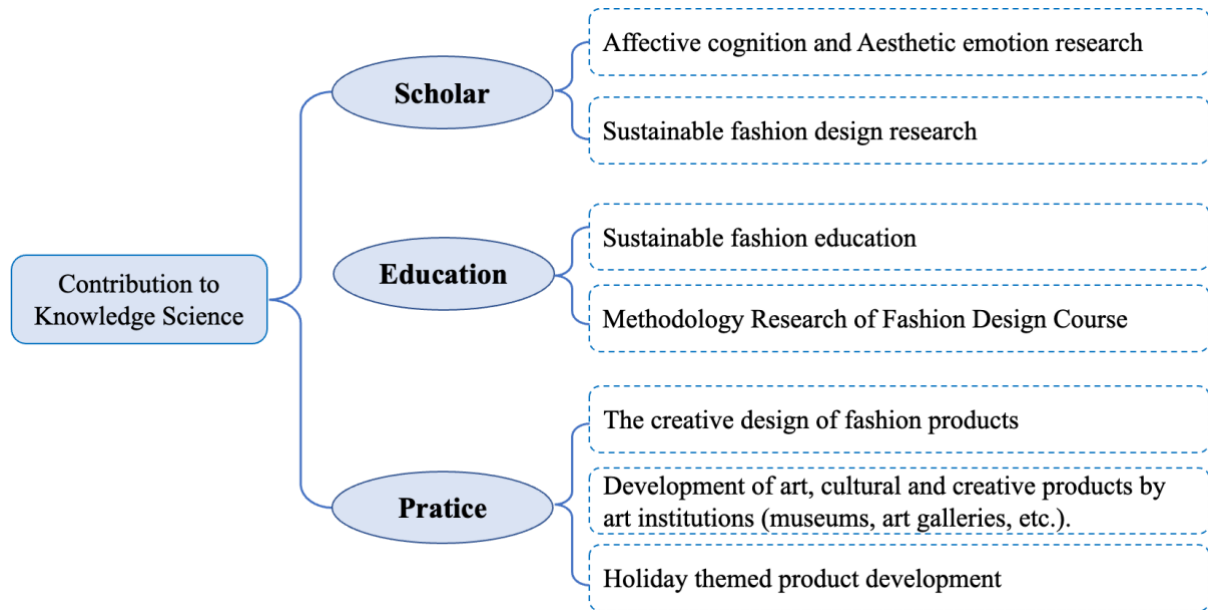 Contribution to
Knowledge Science
Scholar
Affective cognition and Aesthetic emotion research
Sustainable fashion design research
Education
Sustainable fashion education
Methodology Research of Fashion Design Course
Pratice
The creative design of fashion products
Development of art, cultural and creative products by
art institutions (museums, art galleries, etc.).
Holiday themed product development